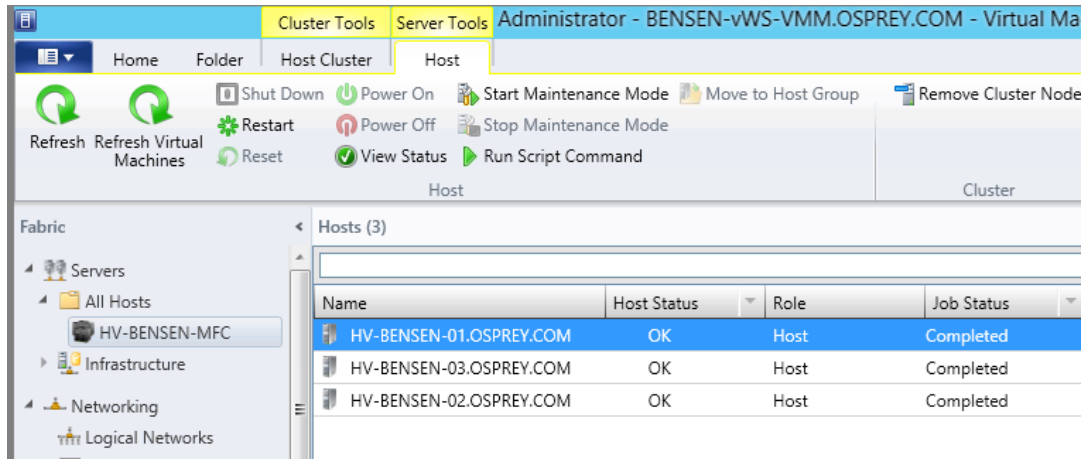 Cluster Tools Server Tools Administrator - BENSEN-vWS-VMM.OSPREY.COM - Virtual Ma
Home Folder Host Cluster Host
Refresh
Refresh Virtual
Machines
Shut Down Power On Start Maintenance Mode Move to Host Group
Restart Power Off Stop Maintenance Mode
Reset View Status Run Script Command
Host
Remove Cluster Node
Cluster
Fabric
Servers
All Hosts
HV-BENSEN-MFC
Infrastructure
Networking
Logical Networks
Hosts (3)
Name Host Status Role Job Status
HV-BENSEN-01.OSPREY.COM OK Host Completed
HV-BENSEN-03.OSPREY.COM OK Host Completed
HV-BENSEN-02.OSPREY.COM OK Host Completed